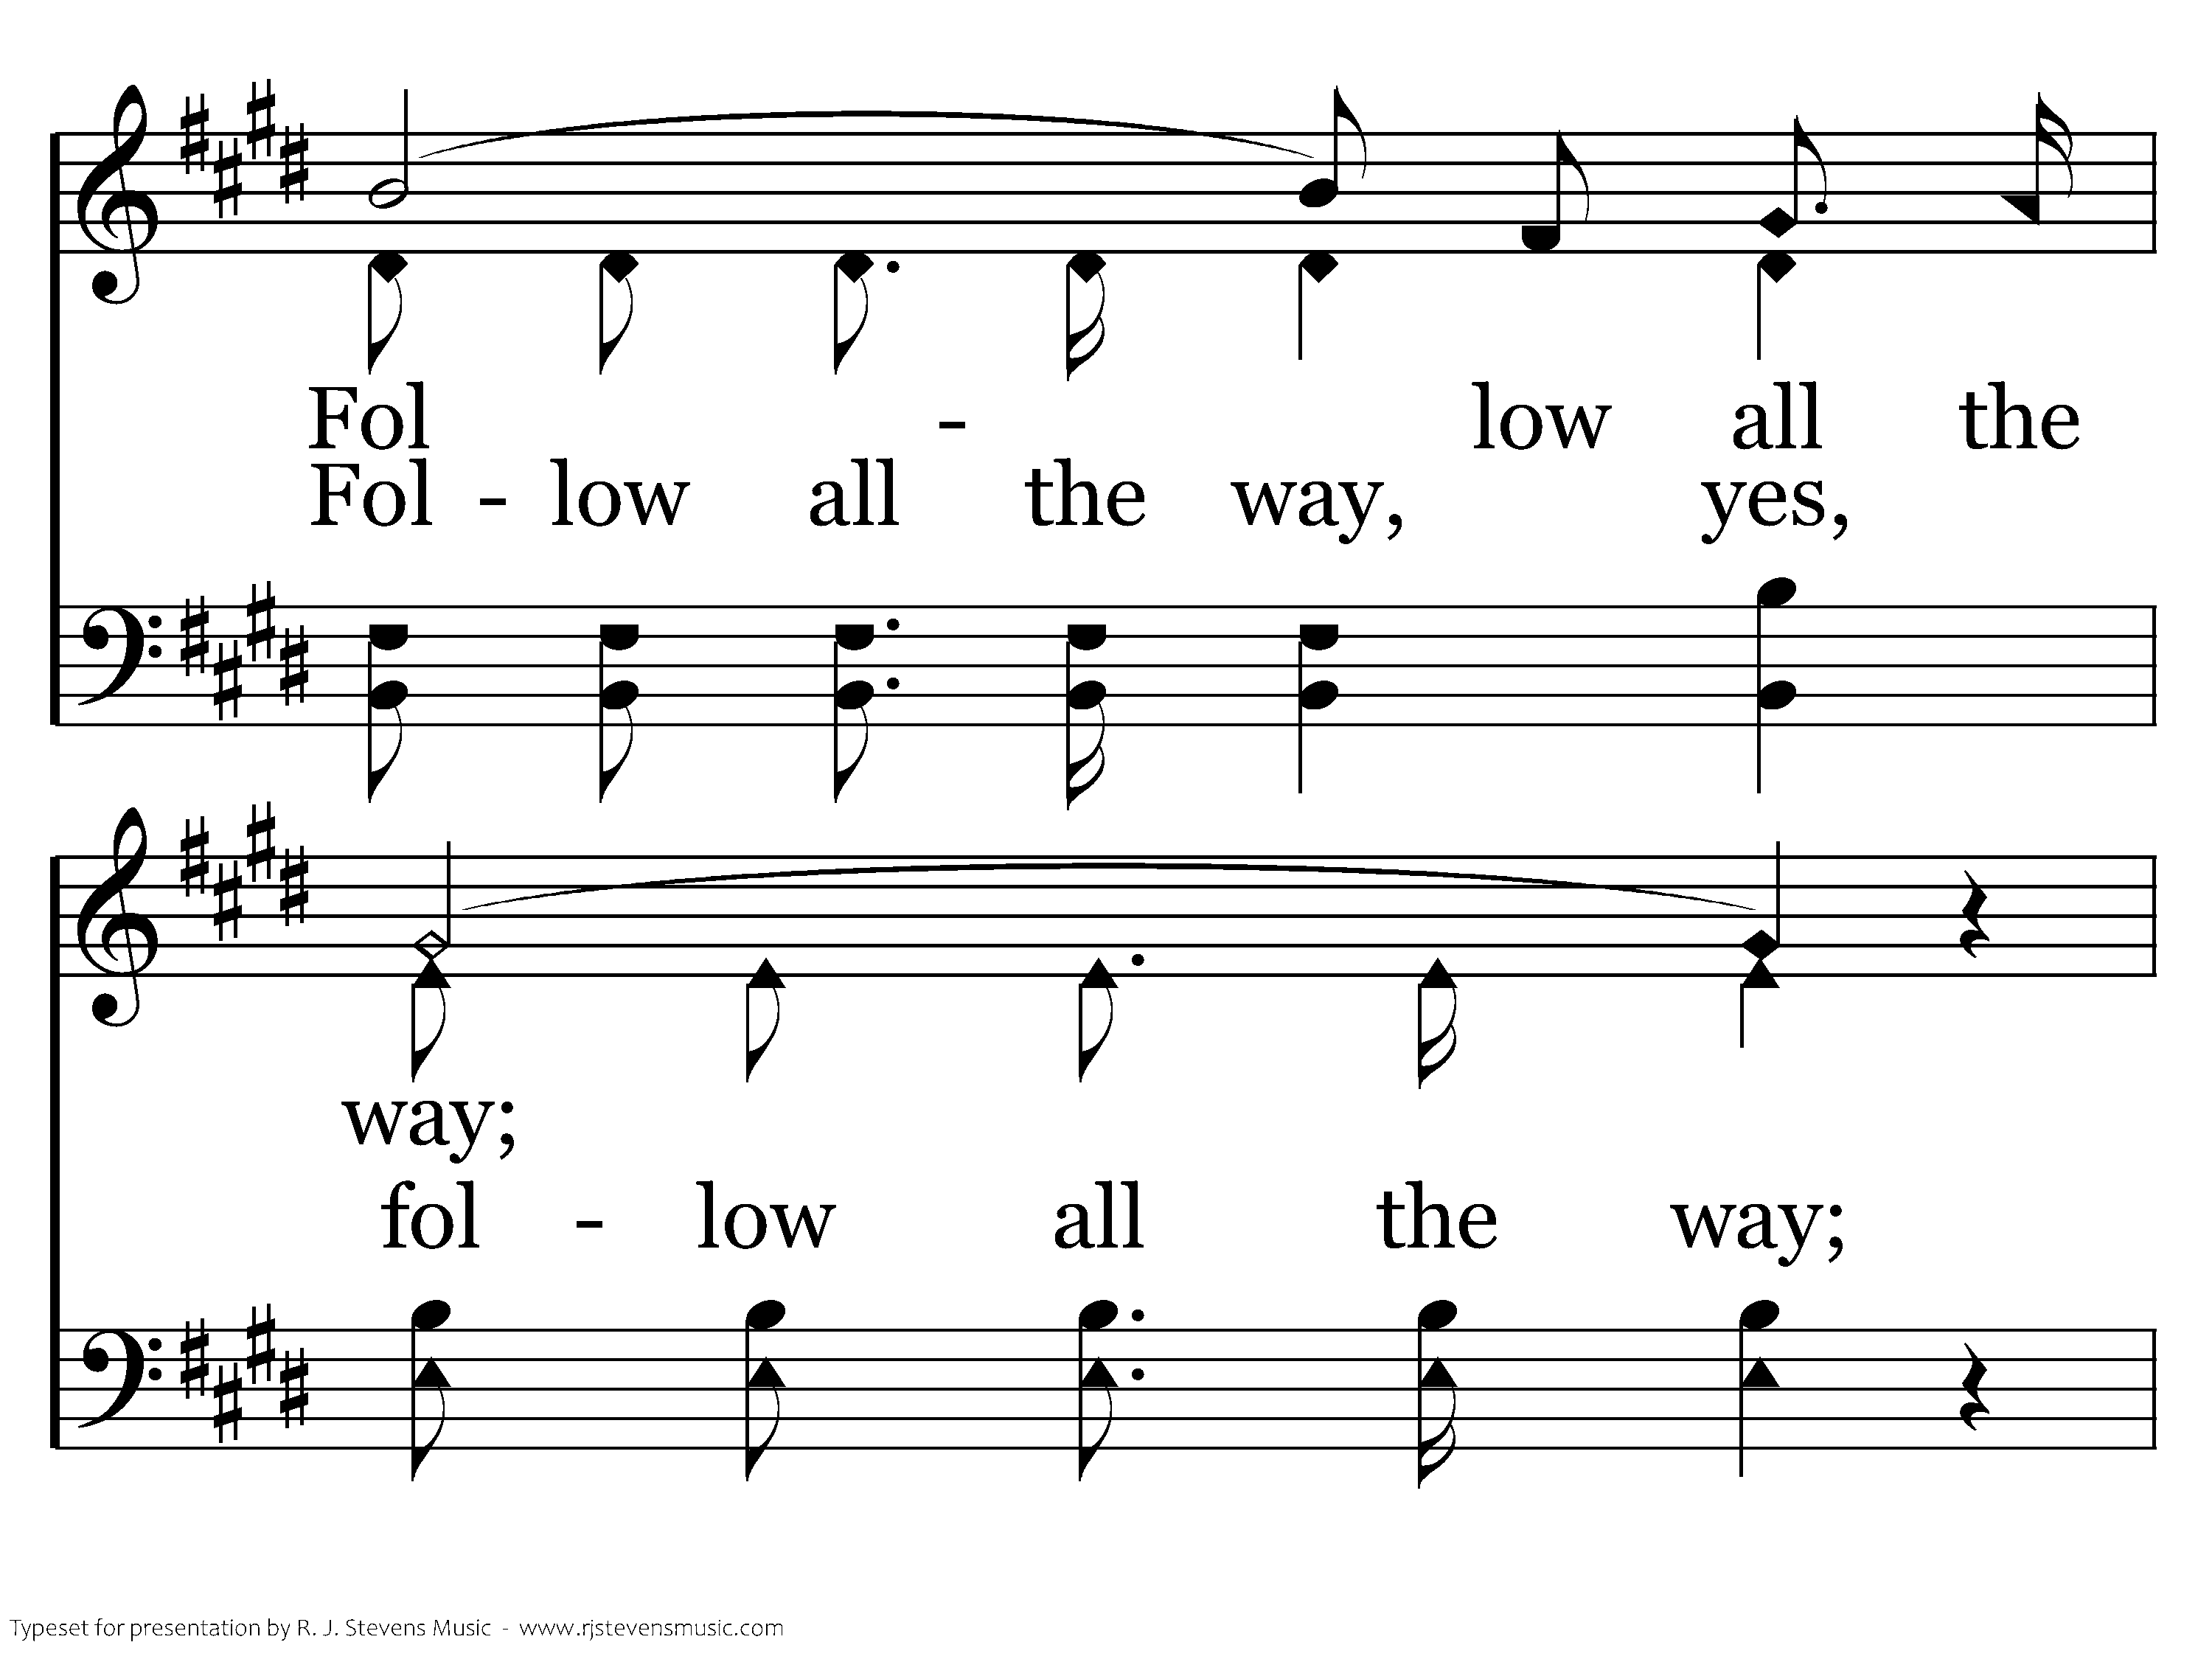 Fol - low all the
Fol - low all the way, yes,
way;
fol - low all the way;
Typeset for presentation by R. J. Stevens Music - www.rjstevensmusic.com